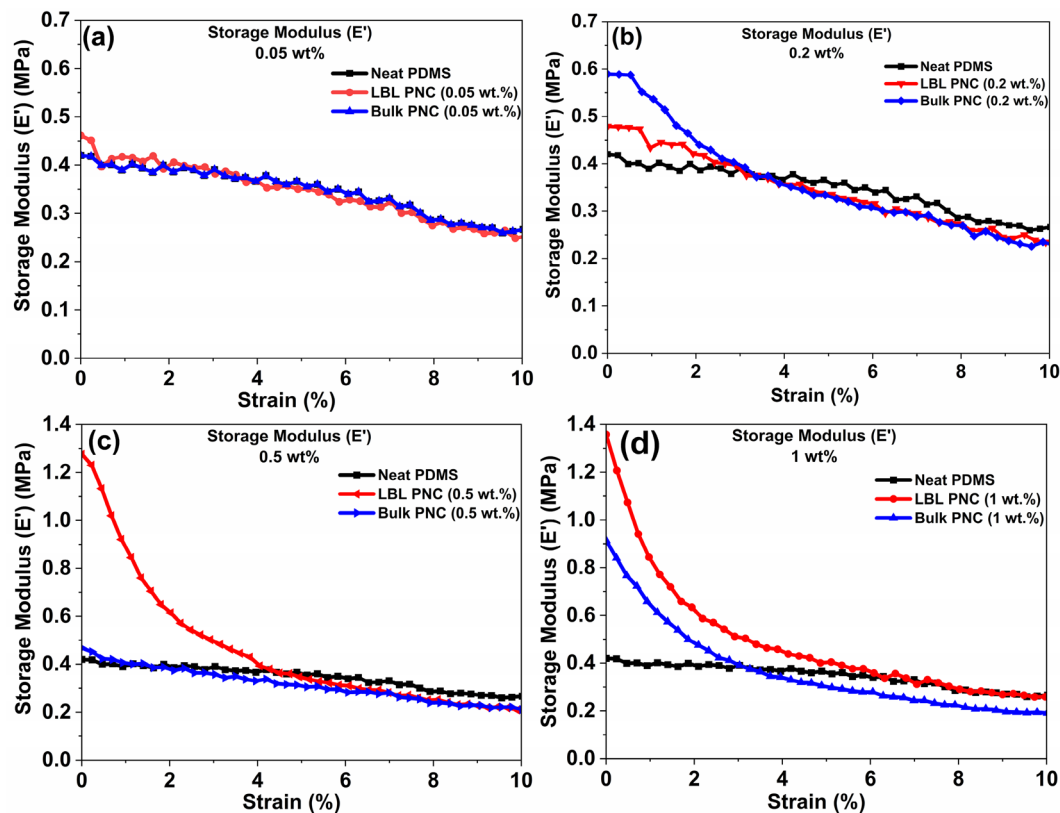 (a)
Storage Modulus (E')
0.05 wt%
Neat PDMS
LBL PNC (0.05 wt.%)
Bulk PNC (0.05 wt.%)
Storage Modulus (E') (MPa)
0.7
0.6
0.5
0.4
0.3
0.2
0.1
0.0
0 2 4 6 8 10
Strain (%)
(b)
Storage Modulus (E')
0.2 wt%
Neat PDMS
LBL PNC (0.2 wt.%)
Bulk PNC (0.2 wt.%)
Storage Modulus (E') (MPa)
0.7
0.6
0.5
0.4
0.3
0.2
0.1
0.0
0 2 4 6 8 10
Strain (%)
(c)
Storage Modulus (E')
0.5 wt%
Neat PDMS
LBL PNC (0.5 wt.%)
Bulk PNC (0.5 wt.%)
Storage Modulus (E') (MPa)
1.4
1.2
1.0
0.8
0.6
0.4
0.2
0.0
0 2 4 6 8 10
Strain (%)
(d)
Storage Modulus (E')
1 wt%
Neat PDMS
LBL PNC (1 wt.%)
Bulk PNC (1 wt.%)
Storage Modulus (E') (MPa)
1.4
1.2
1.0
0.8
0.6
0.4
0.2
0.0
0 2 4 6 8 10
Strain (%)